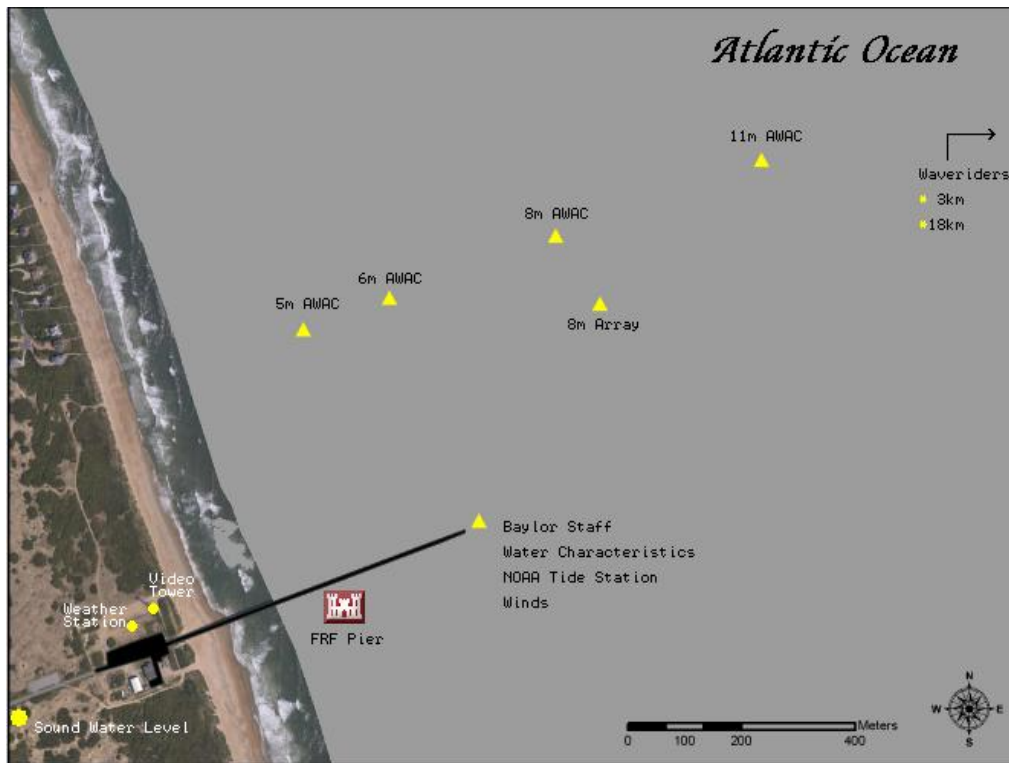 Atlantic Ocean
11m AWAC
Waveriders
3km
18km
8m AWAC
6m AWAC
5m AWAC
8m Array
Baylor Staff
Water Characteristics
NOAA Tide Station
Winds
Video
Tower
Weather
Station
FRF Pier
Sound Water Level
Meters
0 100 200 400
N
W E
S